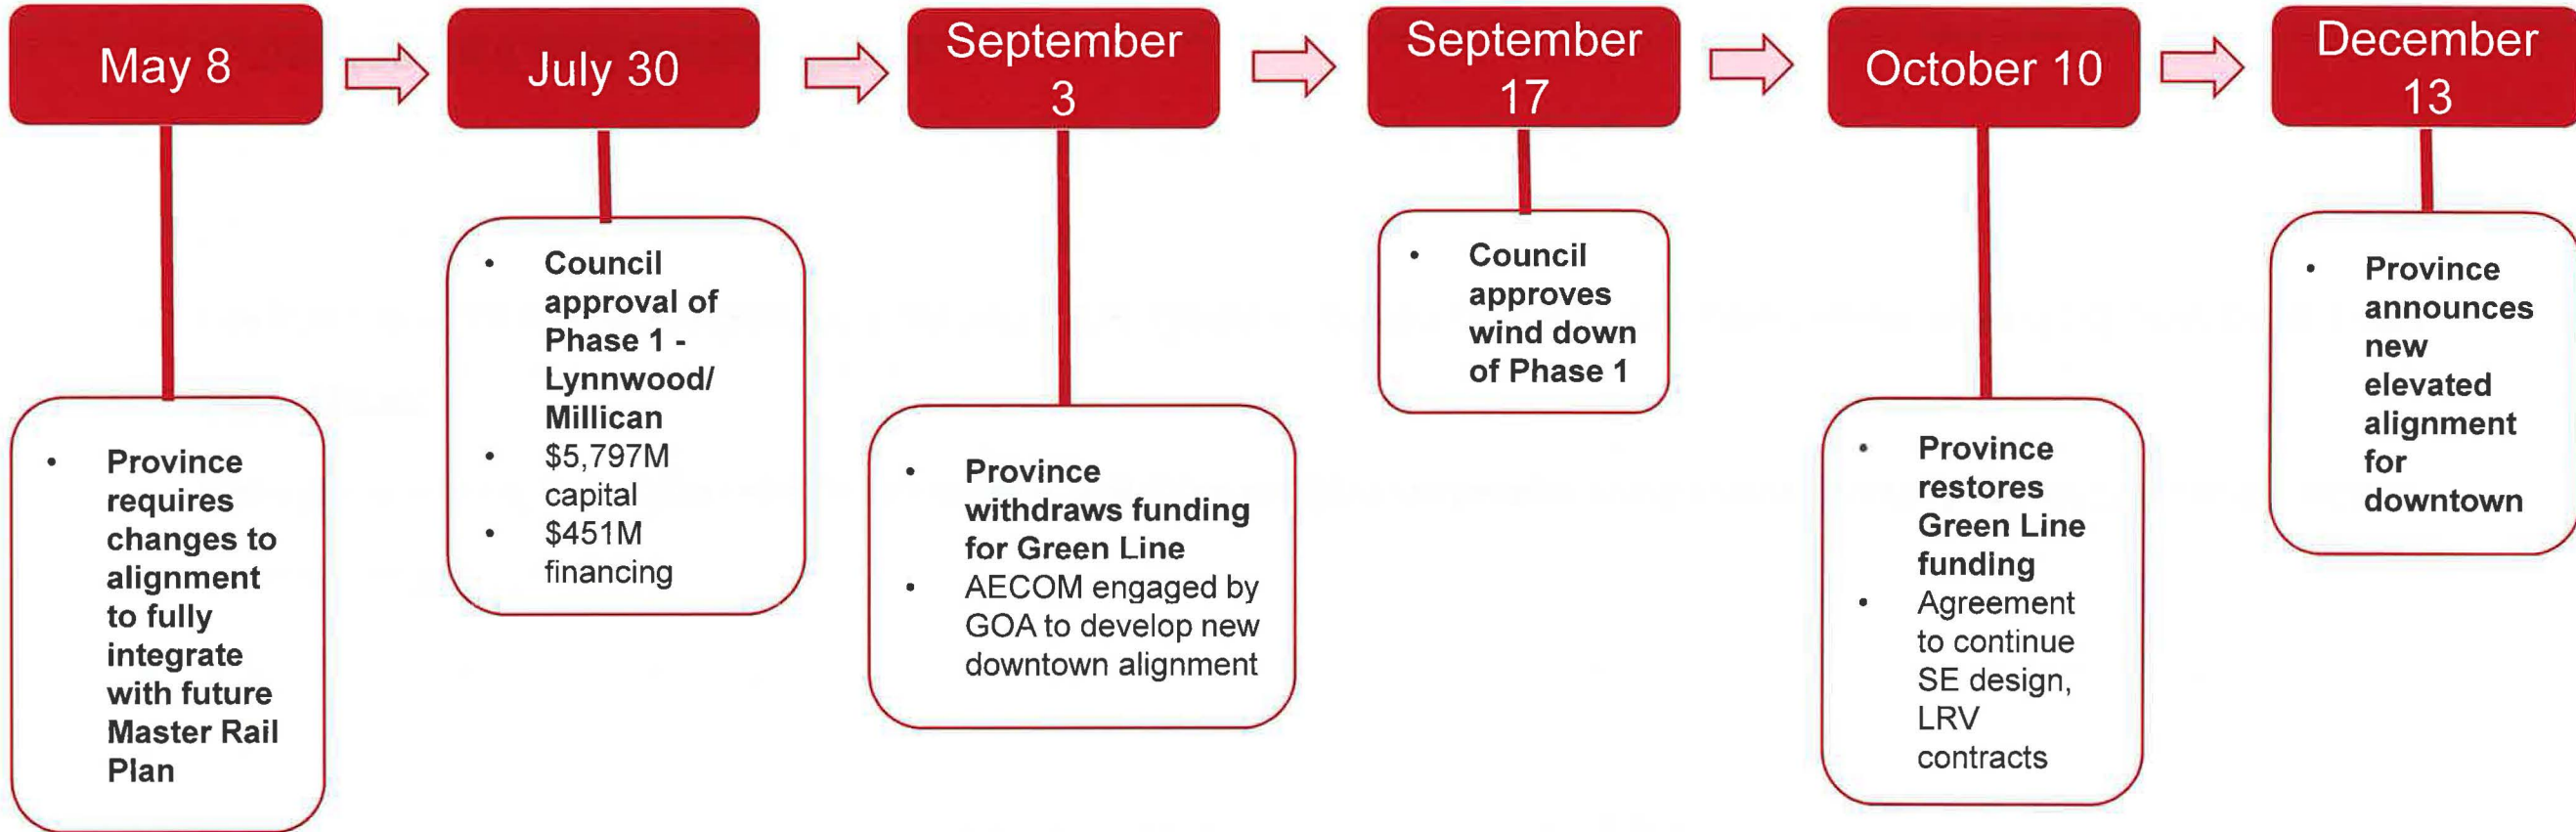 May 8
July 30
September
3
September
17
October 10
December
13
• Province
requires
changes to
alignment
to fully
integrate
with future
Master Rail
Plan
• Council
approval of
Phase 1 -
Lynnwood/
Millican
• $5,797M
capital
• $451M
financing
• Province
withdraws funding
for Green Line
• AECOM engaged by
GOA to develop new
downtown alignment
• Council
approves
wind down
of Phase 1
• Province
restores
Green Line
funding
• Agreement
to continue
SE design,
LRV
contracts
• Province
announces
new
elevated
alignment
for
downtown